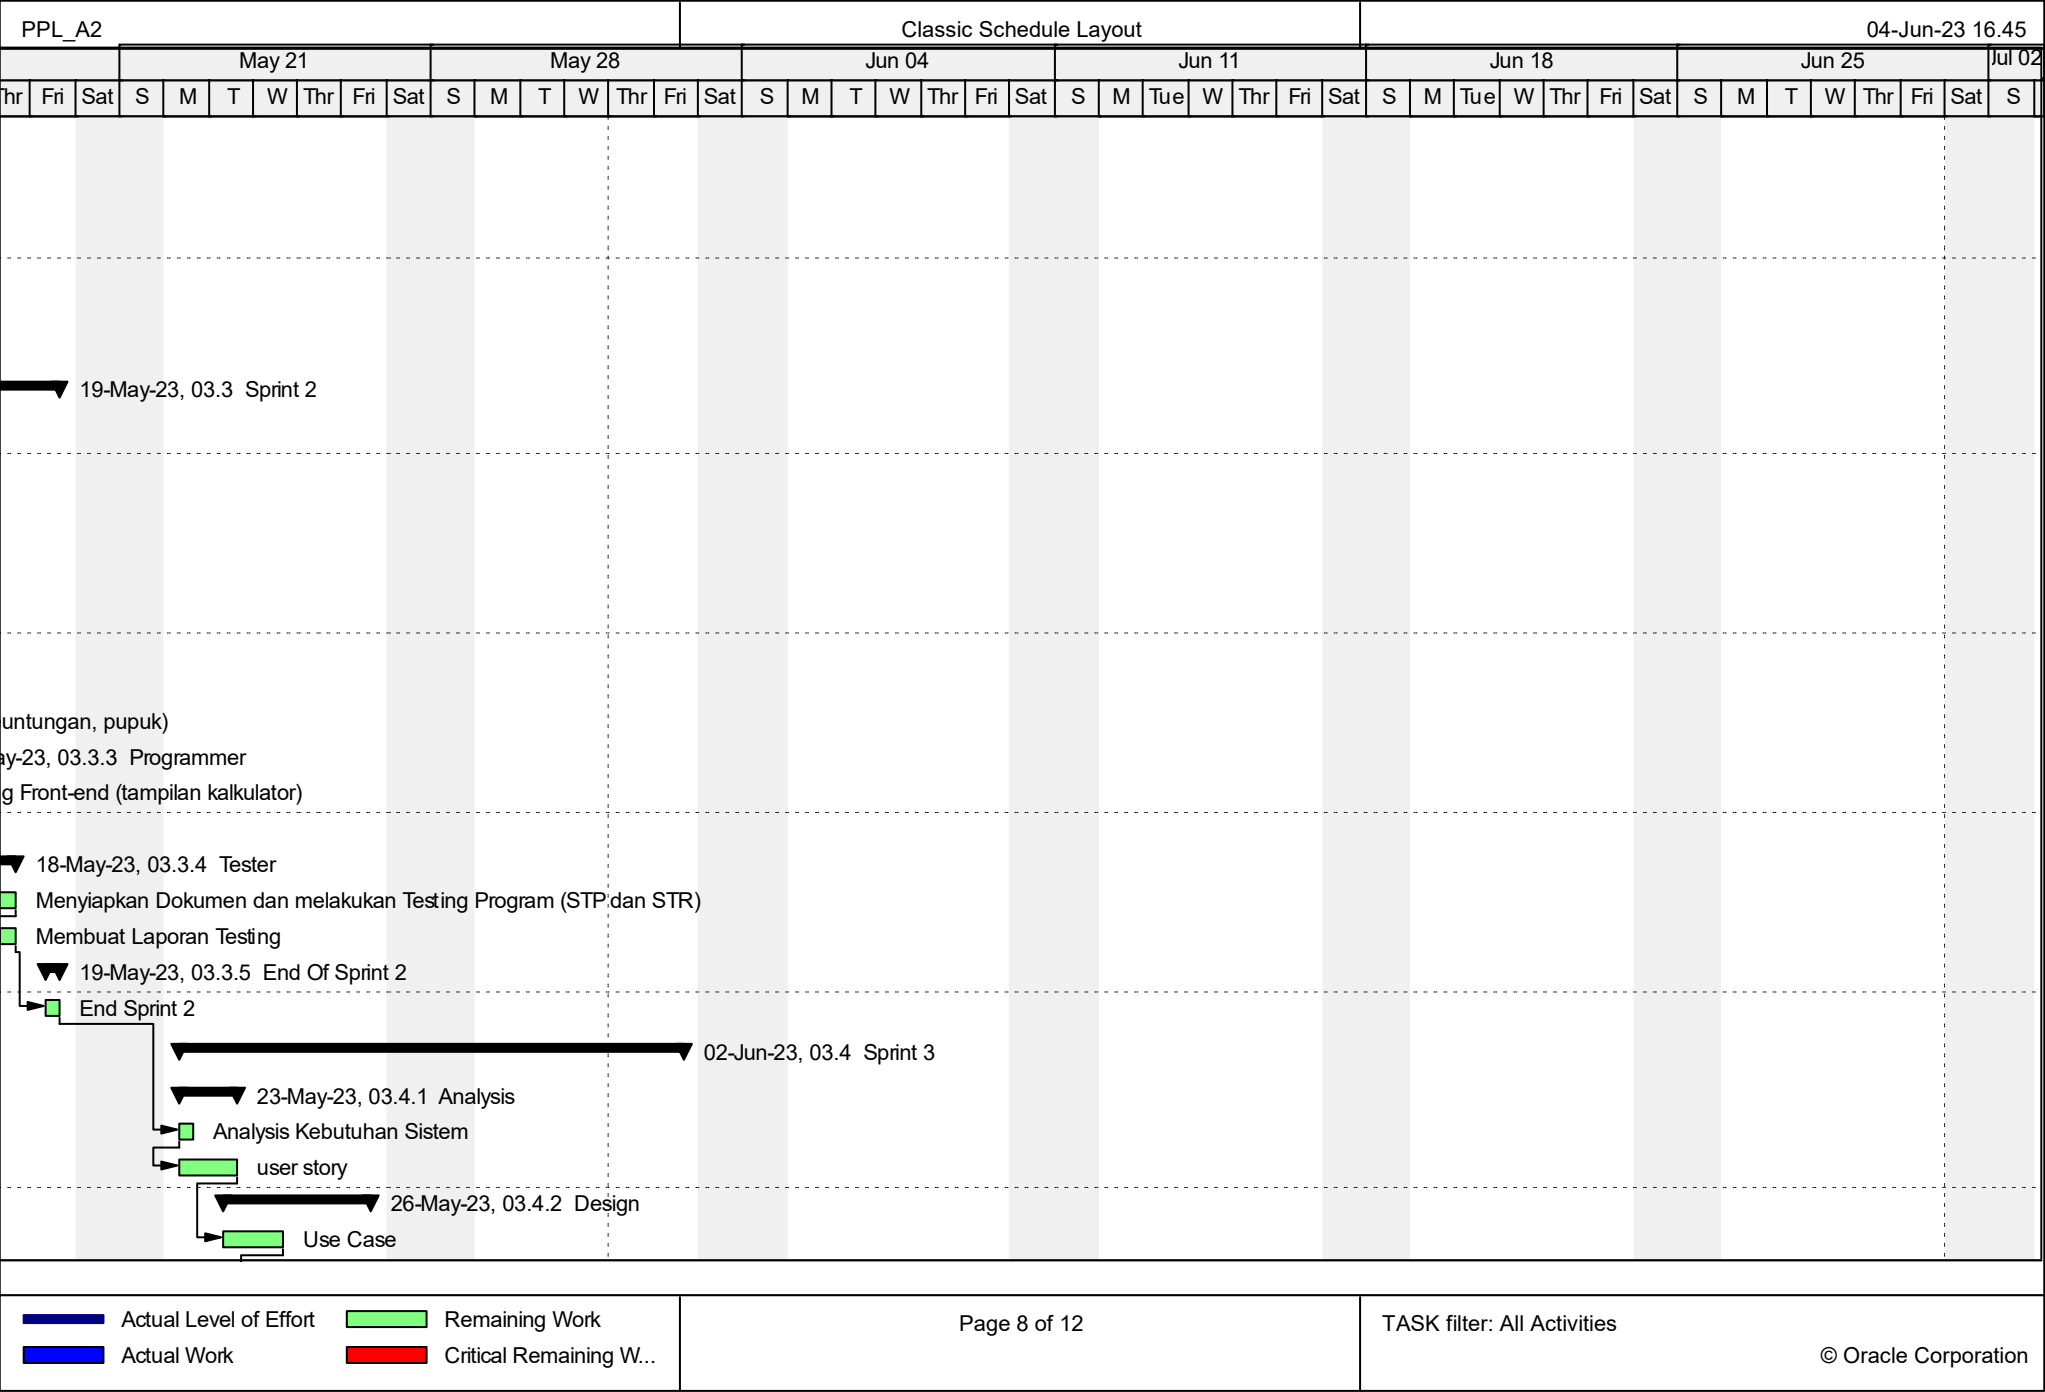 PPL_A2 Classic Schedule Layout 04-Jun-23 16.45
May 21 May 28 Jun 04 Jun 11 Jun 18 Jun 25 Jul 02
Thr Fri Sat S M T W Thr Fri Sat S M T W Thr Fri Sat S M T W Thr Fri Sat S M Tue W Thr Fri Sat S M Tue W Thr Fri Sat S M T W Thr Fri Sat S
19-May-23, 03.3 Sprint 2
untungan, pupuk)
ay-23, 03.3.3 Programmer
g Front-end (tampilan kalkulator)
18-May-23, 03.3.4 Tester
Menyiapkan Dokumen dan melakukan Testing Program (STP dan STR)
Membuat Laporan Testing
19-May-23, 03.3.5 End Of Sprint 2
End Sprint 2
02-Jun-23, 03.4 Sprint 3
23-May-23, 03.4.1 Analysis
Analysis Kebutuhan Sistem
user story
26-May-23, 03.4.2 Design
Use Case
Actual Level of Effort Remaining Work Page 8 of 12 TASK filter: All Activities
Actual Work Critical Remaining W... © Oracle Corporation